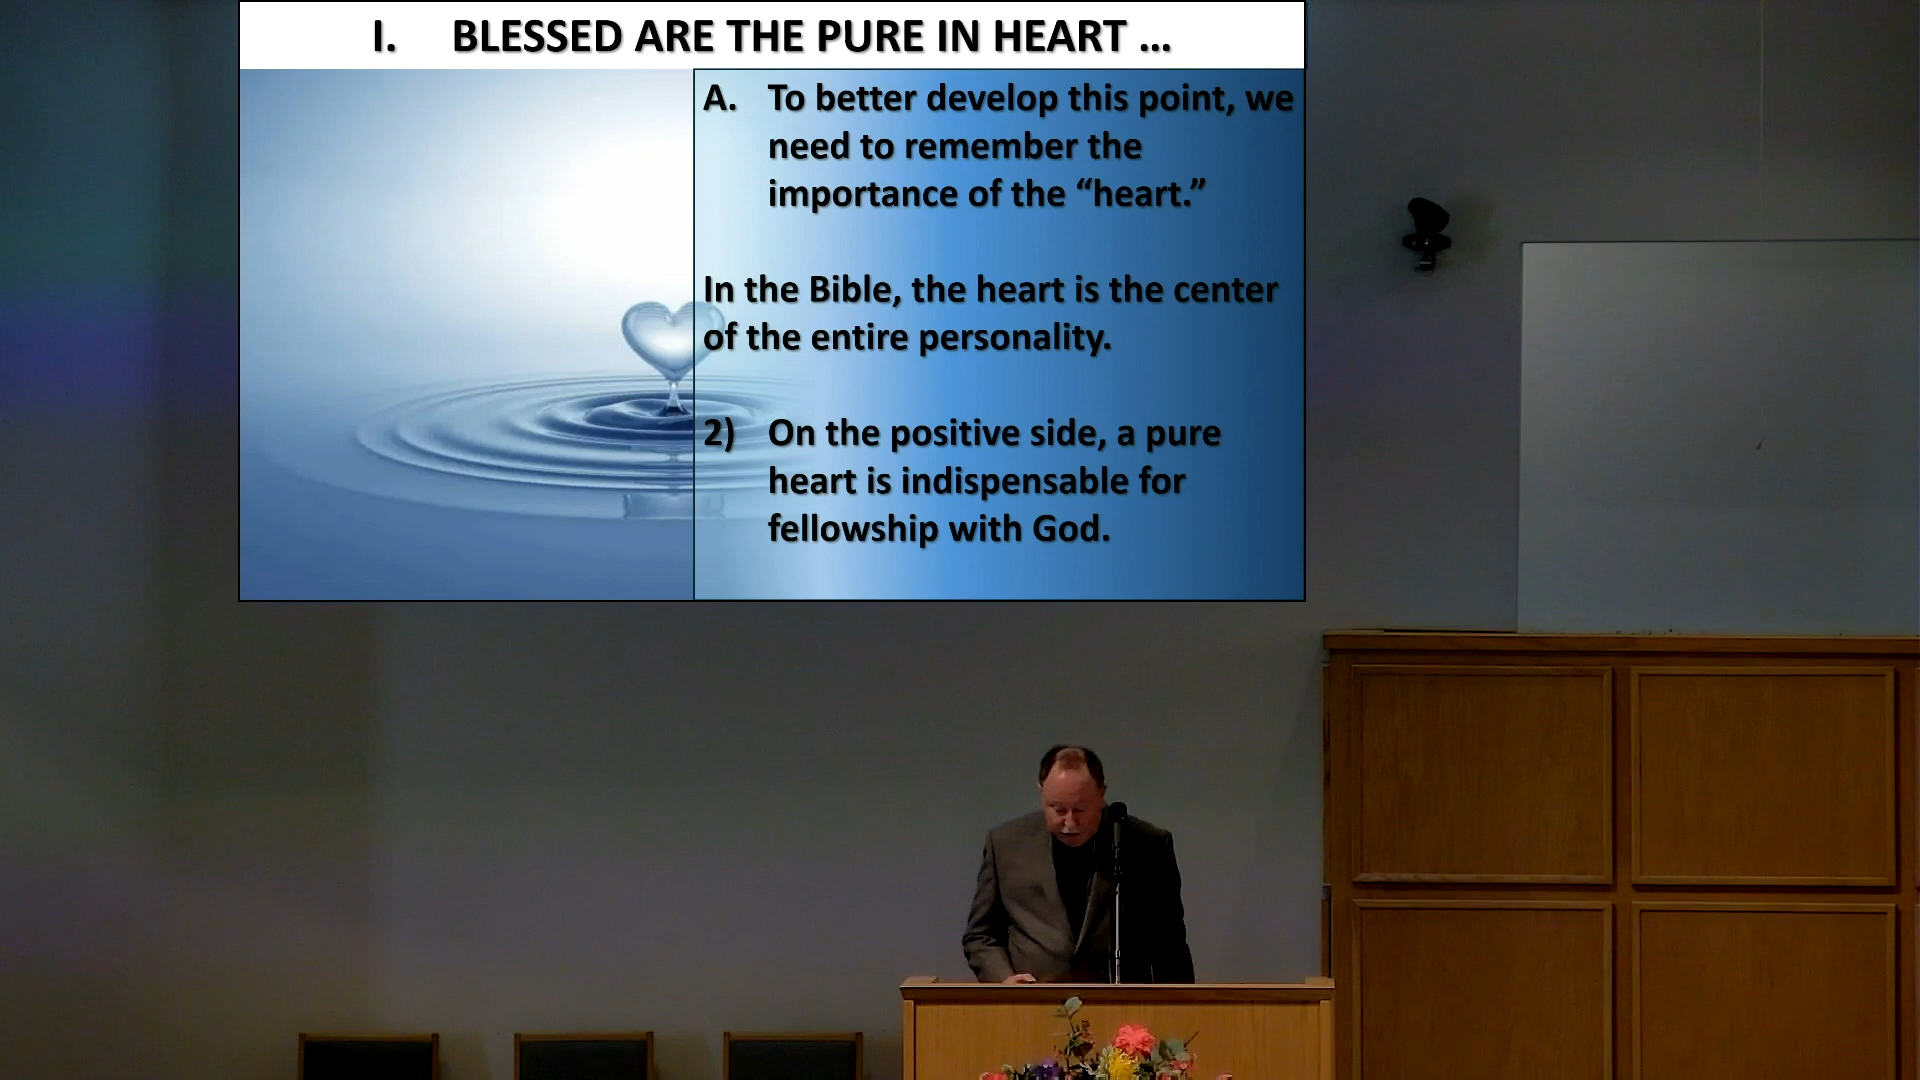 I. BLESSED ARE THE PURE IN HEART ...
A. To better develop this point, we
need to remember the
importance of the “heart.”
In the Bible, the heart is the center
of the entire personality.
2) On the positive side, a pure
heart is indispensable for
fellowship with God.